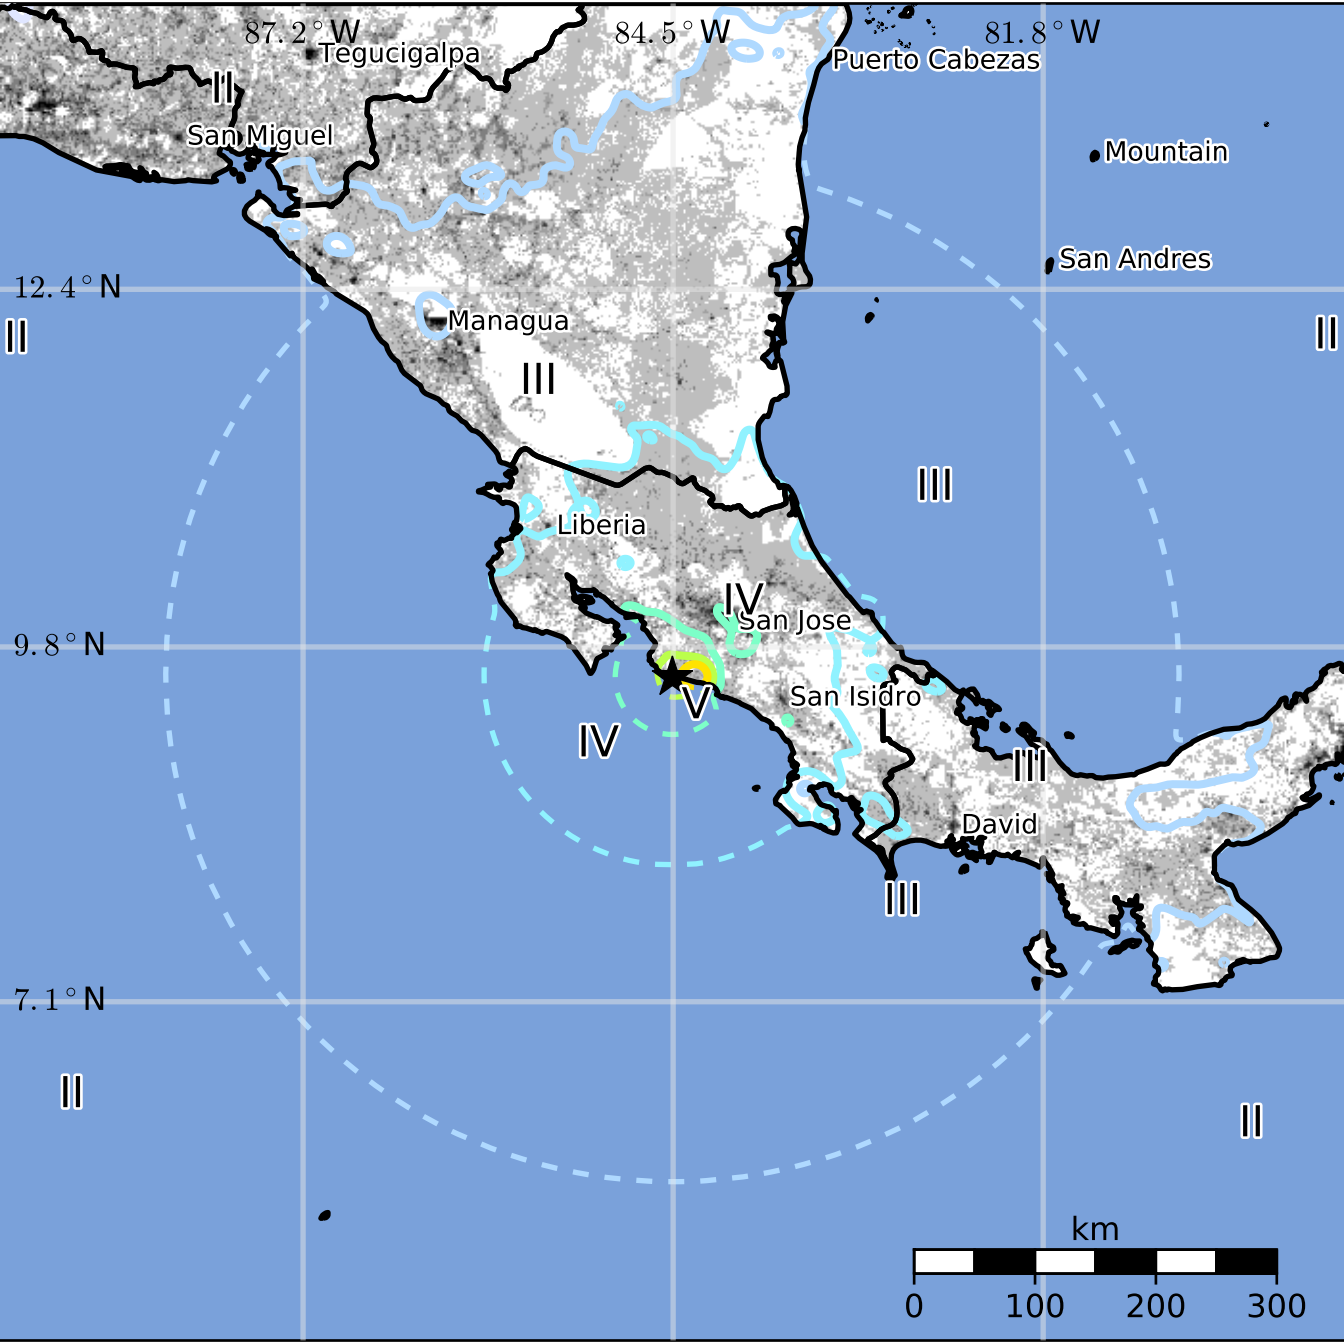 87.2°W 84.5°W 81.8°W
Tegucigalpa
Puerto Cabezas
II
San Miguel
Mountain
San Andres
12.4°N
Managua
II
II
III
III
Liberia
IV
San Jose
9.8°N
San Isidro
V
IV
III
David
III
7.1°N
II
II
km
0 100 200 300